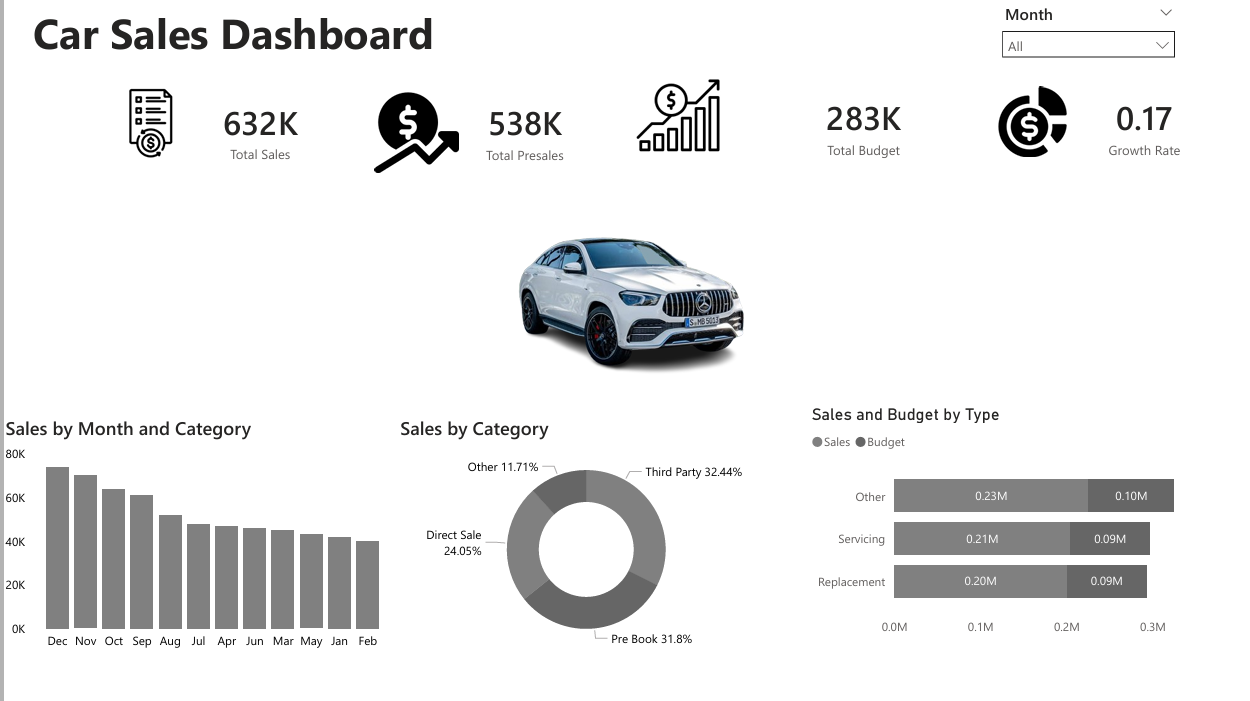 Car Sales Dashboard
Month
All
632K
Total Sales
538K
Total Presales
283K
Total Budget
0.17
Growth Rate
Sales by Month and Category
80K
60K
40K
20K
0K
Dec Nov Oct Sep Aug Jul Apr Jun Mar May Jan Feb
Sales by Category
Other 11.71%
Third Party 32.44%
Direct Sale
24.05%
Pre Book 31.8%
Sales and Budget by Type
Sales Budget
Other 0.23M 0.10M
Servicing 0.21M 0.09M
Replacement 0.20M 0.09M
0.0M 0.1M 0.2M 0.3M